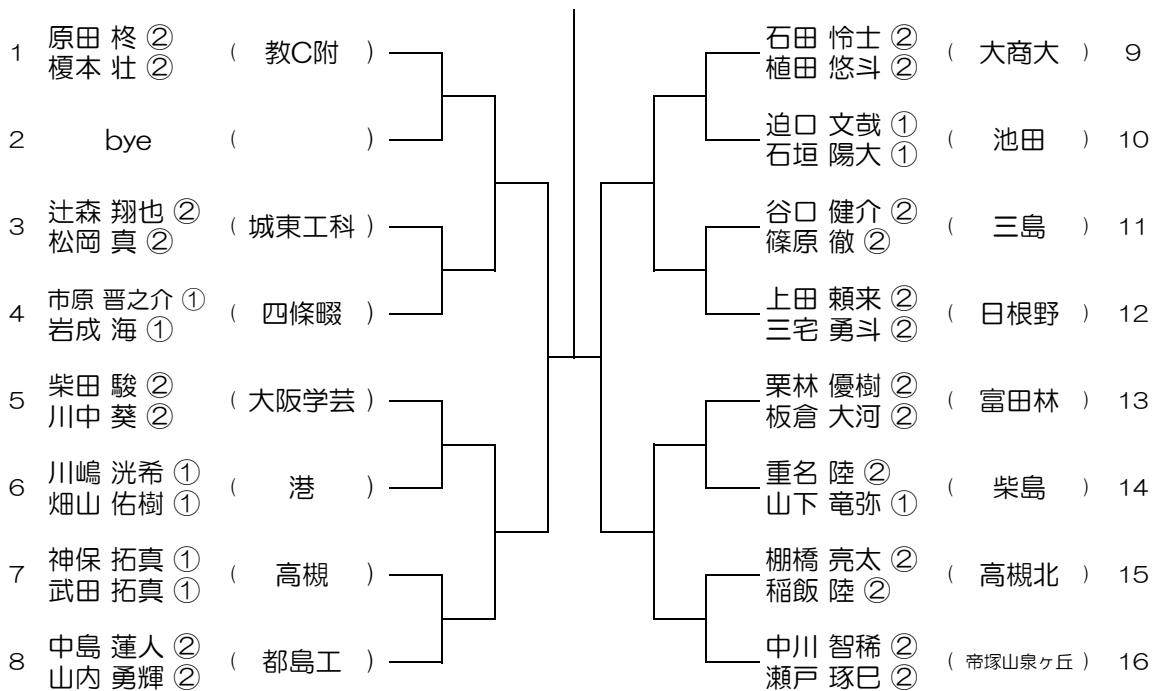 1 原田 柊 ② 榎本 壮 ② ( 教C附 )
2 bye ( )
3 辻森 翔也 ② 松岡 真 ② ( 城東工科 )
4 市原 晋之介 ① 岩成 海 ① ( 四條畷 )
5 柴田 駿 ② 川中 葵 ② ( 大阪学芸 )
6 川嶋 洸希 ① 畑山 佑樹 ① ( 港 )
7 神保 拓真 ① 武田 拓真 ① ( 高槻 )
8 中島 蓮人 ② 山内 勇輝 ② ( 都島工 )
石田 怜士 ② 植田 悠斗 ② ( 大商大 ) 9
迫口 文哉 ① 石垣 陽大 ① ( 池田 ) 10
谷口 健介 ② 篠原 徹 ② ( 三島 ) 11
上田 頼来 ② 三宅 勇斗 ② ( 日根野 ) 12
栗林 優樹 ② 板倉 大河 ② ( 富田林 ) 13
重名 陸 ② 山下 竜弥 ① ( 柴島 ) 14
棚橋 亮太 ② 稲飯 陸 ② ( 高槻北 ) 15
中川 智稀 ② 瀬戸 琢巳 ② ( 帝塚山泉ヶ丘 ) 16